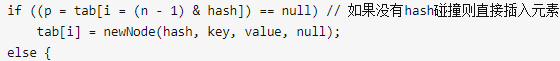 if ((p = tab[i = (n - 1) & hash]) == null) // 如果没有hash碰撞则直接插入元素
    tab[i] = newNode(hash, key, value, null);
else {